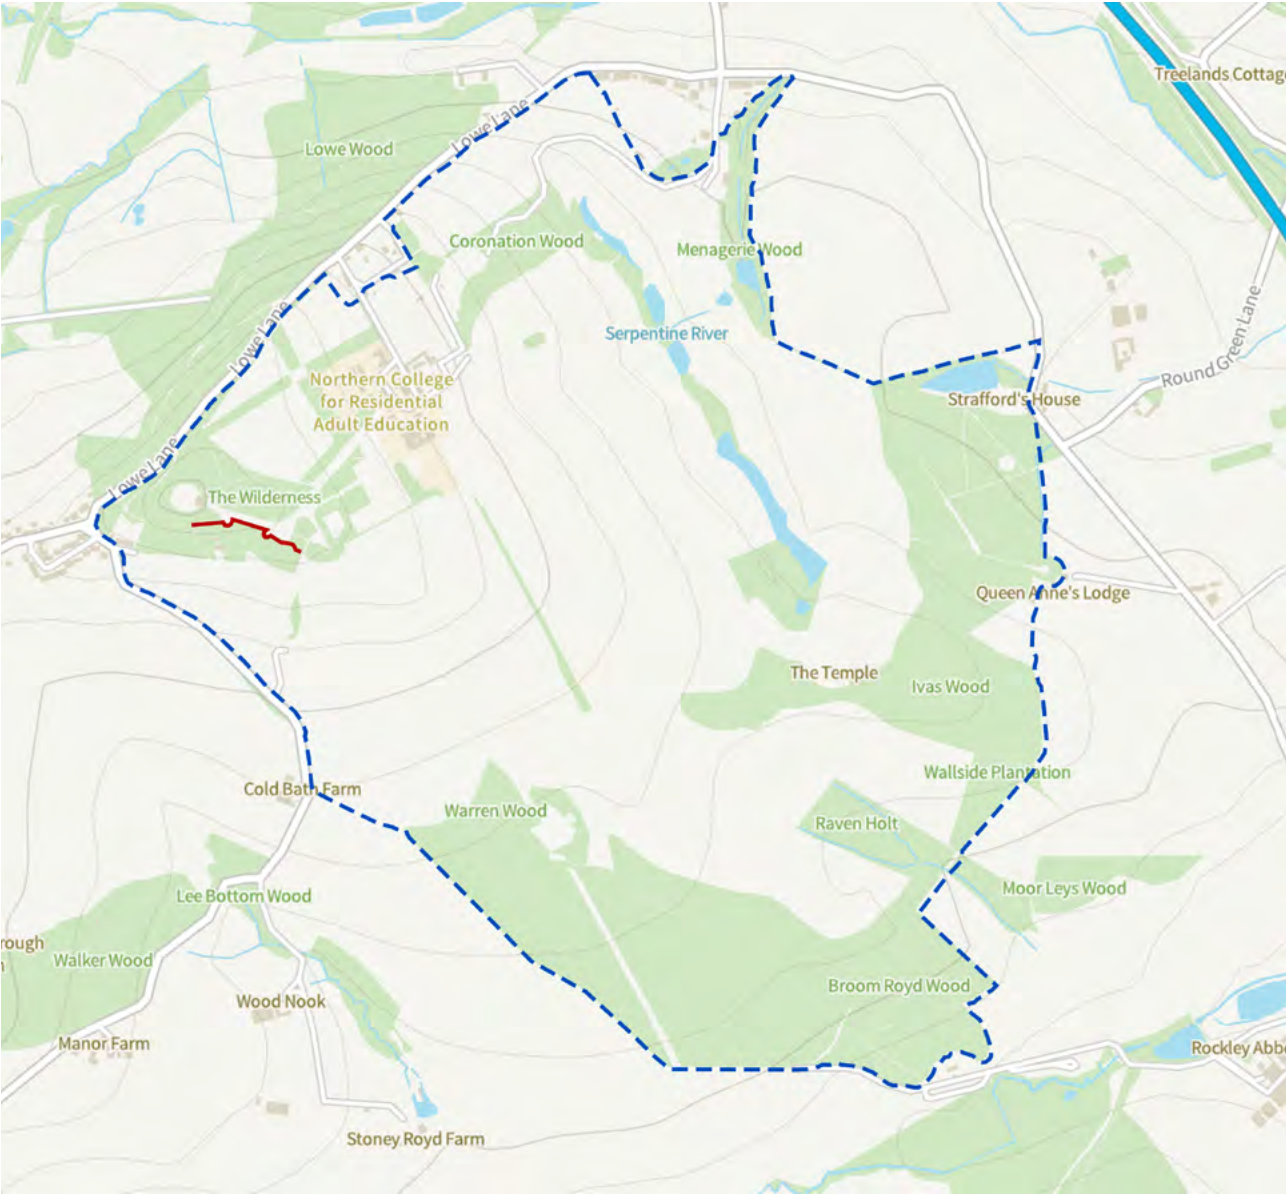 Treelands Cottage
Lowe Lane
Lowe Wood
Coronation Wood
Menagerie Wood
Serpentine River
Lowe Lane
Round Green Lane
Northern College
for Residential
Adult Education
Strafford's House
Lowe Lane
The Wilderness
Queen Anne's Lodge
The Temple
Ivas Wood
Wallside Plantation
Cold Bath Farm
Warren Wood
Raven Holt
Moor Leys Wood
Lee Bottom Wood
rough
Walker Wood
Broom Royd Wood
Wood Nook
Manor Farm
Rockley Abbe
Stoney Royd Farm